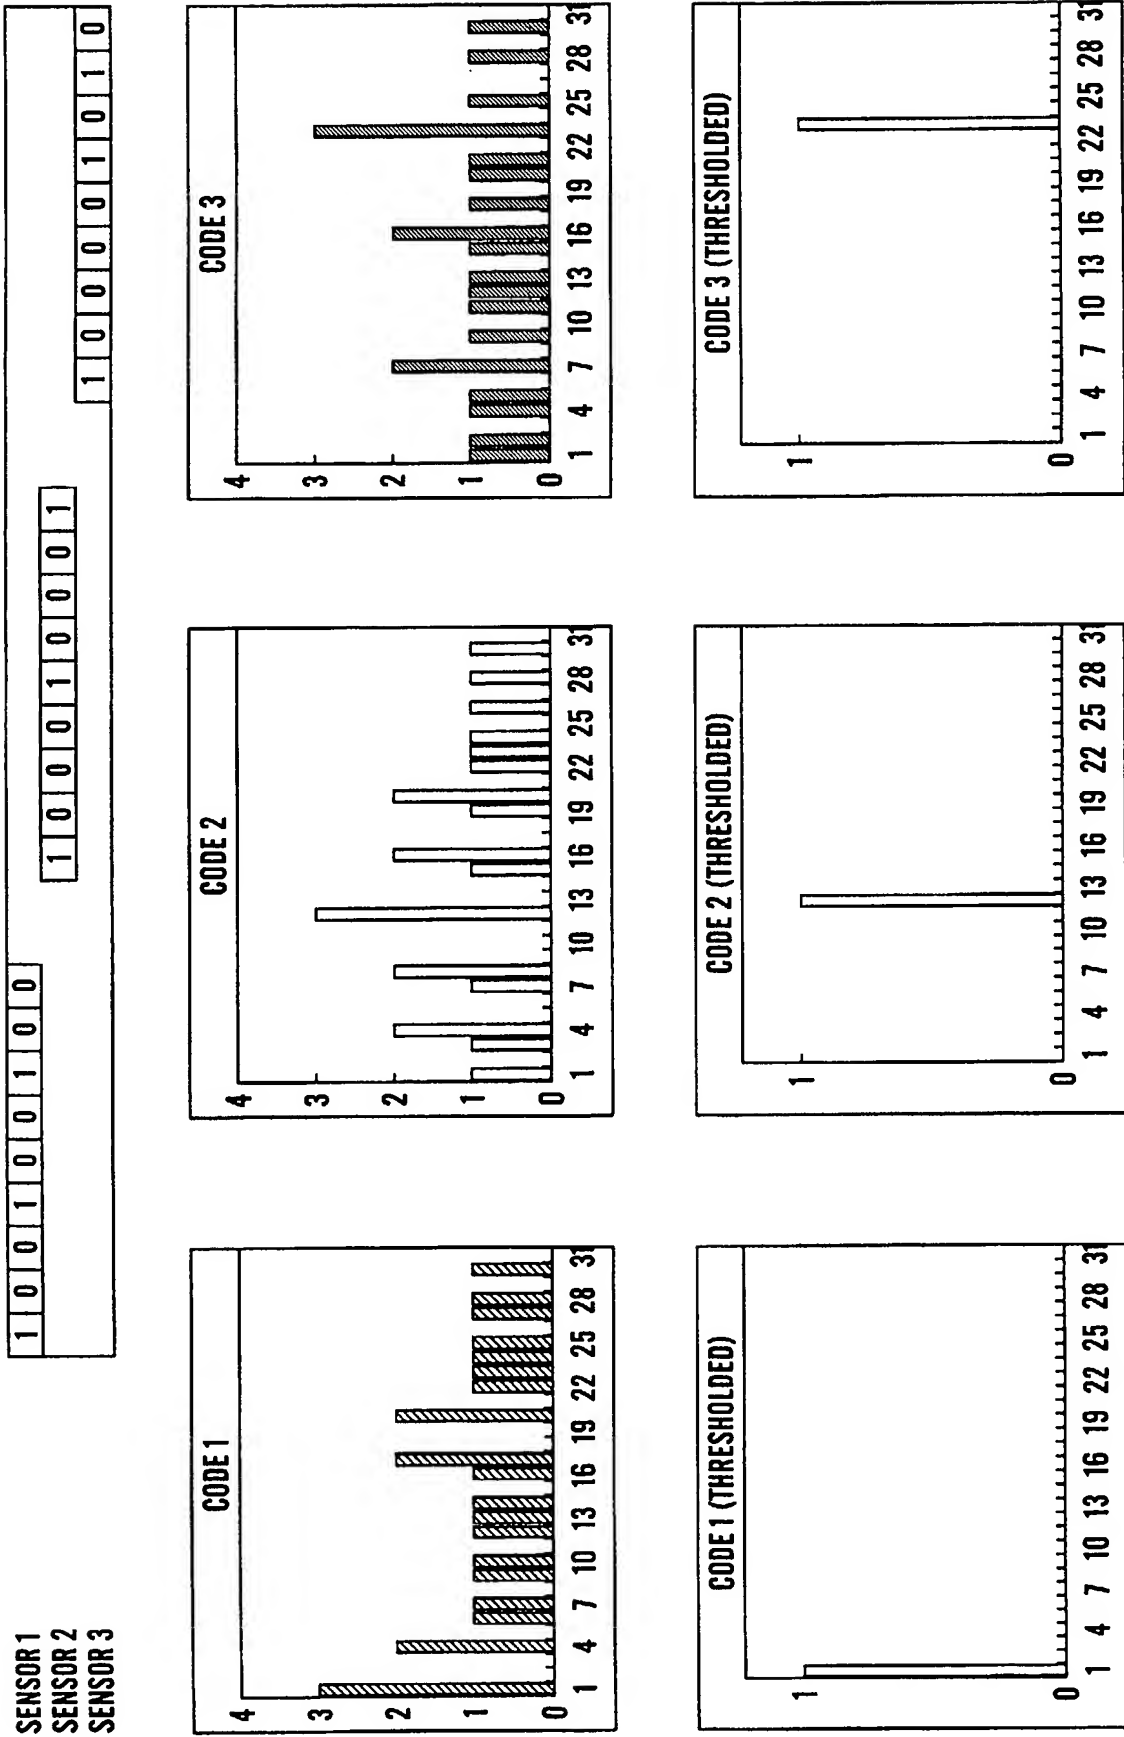 SENSOR 1 1 0 0 1 0 0 1 0 0
SENSOR 2 1 0 0 0 1 0 0 0 1
SENSOR 3 1 0 0 0 0 1 0 1 0
CODE 1
4
3
2
1
0
1 4 7 10 13 16 19 22 25 28 31
CODE 2
4
3
2
1
0
1 4 7 10 13 16 19 22 25 28 31
CODE 3
4
3
2
1
0
1 4 7 10 13 16 19 22 25 28 31
CODE 1 (THRESHOLDED)
1
0
1 4 7 10 13 16 19 22 25 28 31
CODE 2 (THRESHOLDED)
1
0
1 4 7 10 13 16 19 22 25 28 31
CODE 3 (THRESHOLDED)
1
0
1 4 7 10 13 16 19 22 25 28 31